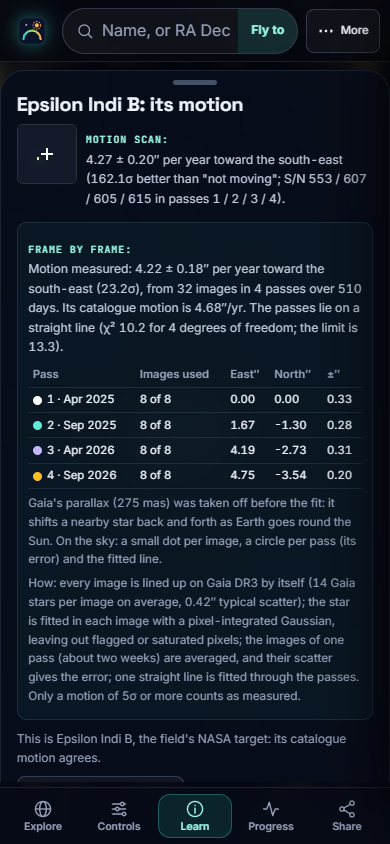 Name, or RA Dec
Fly to
··· More
Epsilon Indi B: its motion
MOTION SCAN:
4.27 ± 0.20″ per year toward the south-east
(162.1σ better than "not moving"; S/N 553 / 607
/ 605 / 615 in passes 1 / 2 / 3 / 4).
FRAME BY FRAME:
Motion measured: 4.22 ± 0.18″ per year toward the
south-east (23.2σ), from 32 images in 4 passes over 510
days. Its catalogue motion is 4.68″/yr. The passes lie on a
straight line (χ² 10.2 for 4 degrees of freedom; the limit is
13.3).
Pass Images used East″ North″ ±″
1 · Apr 2025 8 of 8 0.00 0.00 0.33
2 · Sep 2025 8 of 8 1.67 −1.30 0.28
3 · Apr 2026 8 of 8 4.19 −2.73 0.31
4 · Sep 2026 8 of 8 4.75 −3.54 0.20
Gaia's parallax (275 mas) was taken off before the fit: it
shifts a nearby star back and forth as Earth goes round the
Sun. On the sky: a small dot per image, a circle per pass (its
error) and the fitted line.
How: every image is lined up on Gaia DR3 by itself (14 Gaia
stars per image on average, 0.42″ typical scatter); the star
is fitted in each image with a pixel-integrated Gaussian,
leaving out flagged or saturated pixels; the images of one
pass (about two weeks) are averaged, and their scatter
gives the error; one straight line is fitted through the passes.
Only a motion of 5σ or more counts as measured.
This is Epsilon Indi B, the field's NASA target: its catalogue
motion agrees.
Explore Controls Learn Progress Share